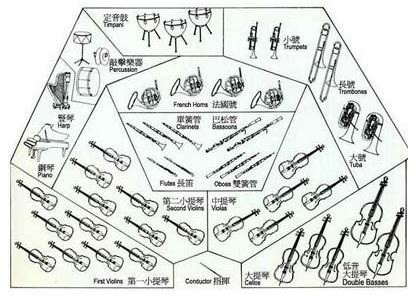 定音鼓
Timpani
敲擊樂器
Percussion
小號
Trumpets
長號
Trombones
豎琴
Harp
French Horns 法國號
單簧管
Clarinets
巴松管
Bassoons
大號
Tuba
鋼琴
Piano
Flutes 長笛
Oboes 雙簧管
第二小提琴
Second Violins
中提琴
Violas
First Violins 第一小提琴
Conductor 指揮
大提琴
Cellos
低音
大提琴
Double Basses